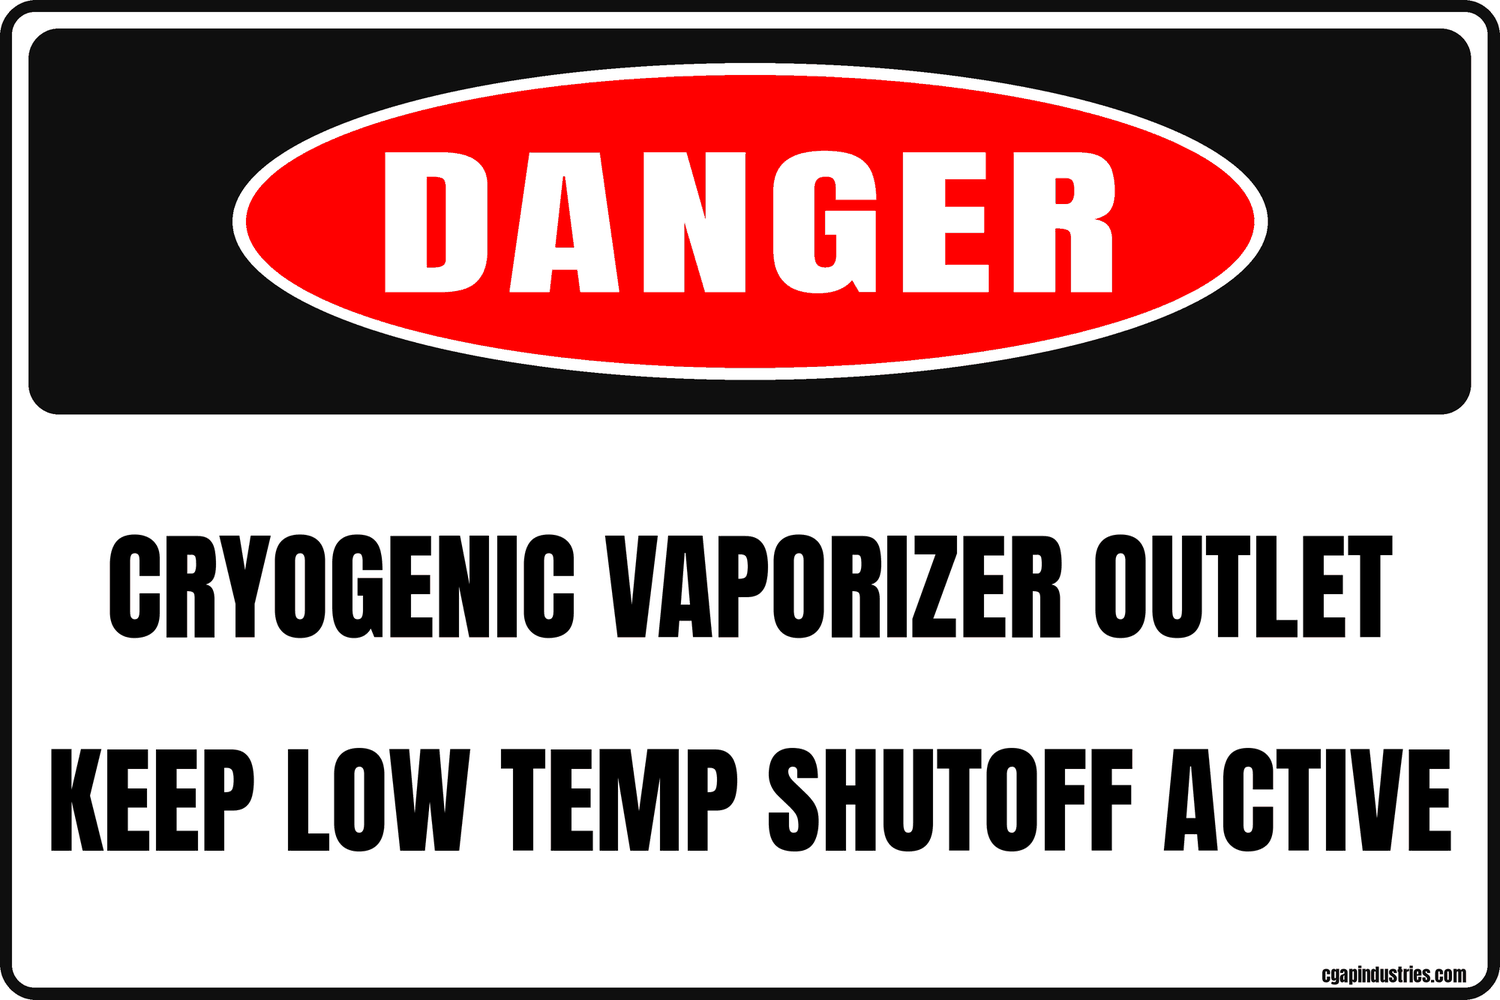 DANGER
CRYOGENIC VAPORIZER OUTLET
KEEP LOW TEMP SHUTOFF ACTIVE
cgapindustries.com